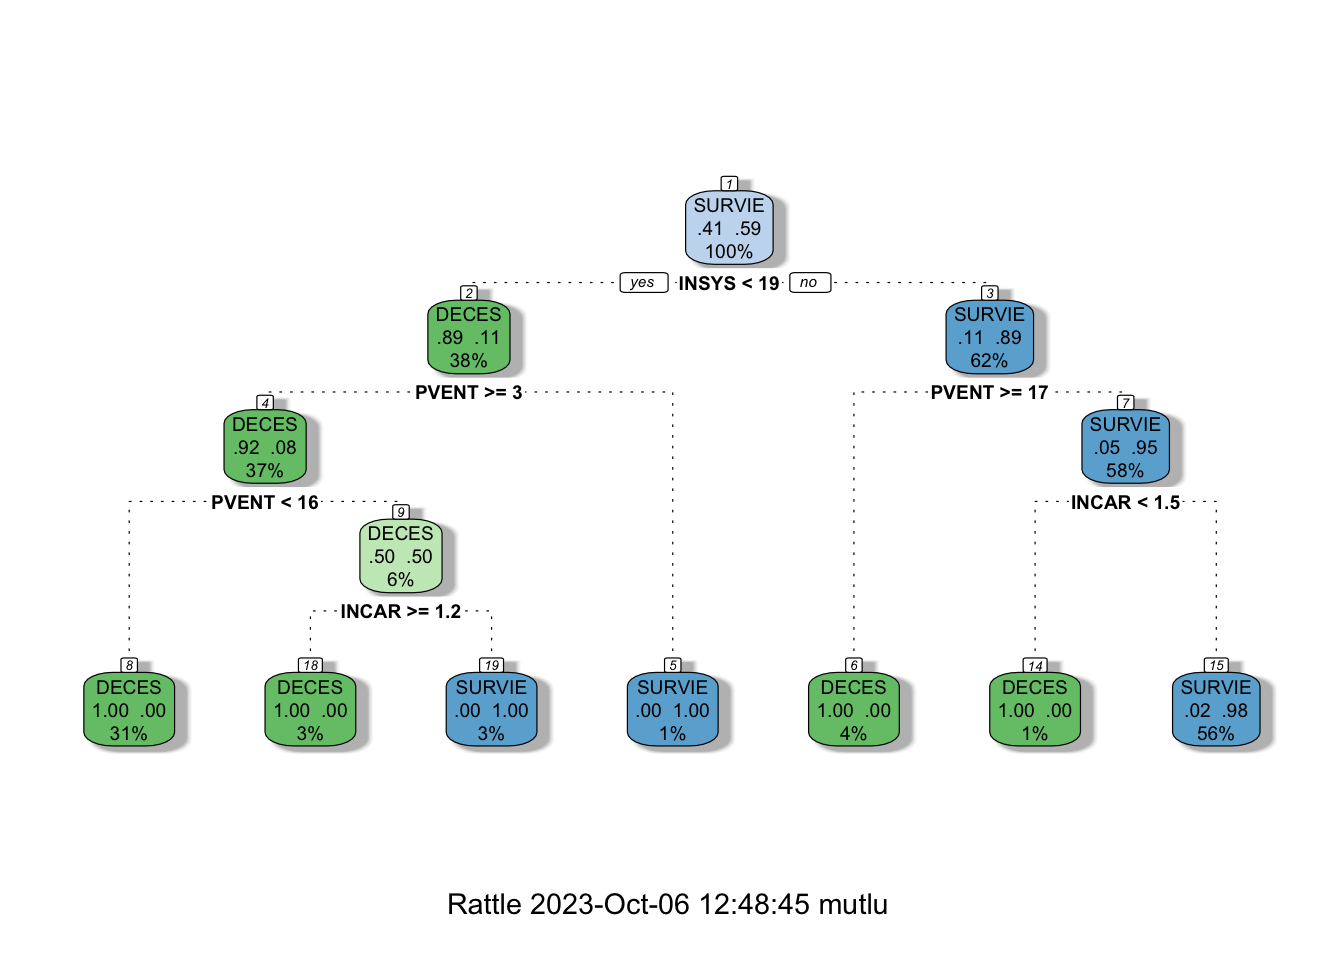 1
SURVIE
.41 .59
100%
yes INSYS < 19 no
2
DECES
.89 .11
38%
3
SURVIE
.11 .89
62%
PVENT >= 3
PVENT >= 17
4
DECES
.92 .08
37%
7
SURVIE
.05 .95
58%
PVENT < 16
INCAR < 1.5
9
DECES
.50 .50
6%
INCAR >= 1.2
8
DECES
1.00 .00
31%
18
DECES
1.00 .00
3%
19
SURVIE
.00 1.00
3%
5
SURVIE
.00 1.00
1%
6
DECES
1.00 .00
4%
14
DECES
1.00 .00
1%
15
SURVIE
.02 .98
56%
Rattle 2023-Oct-06 12:48:45 mutlu